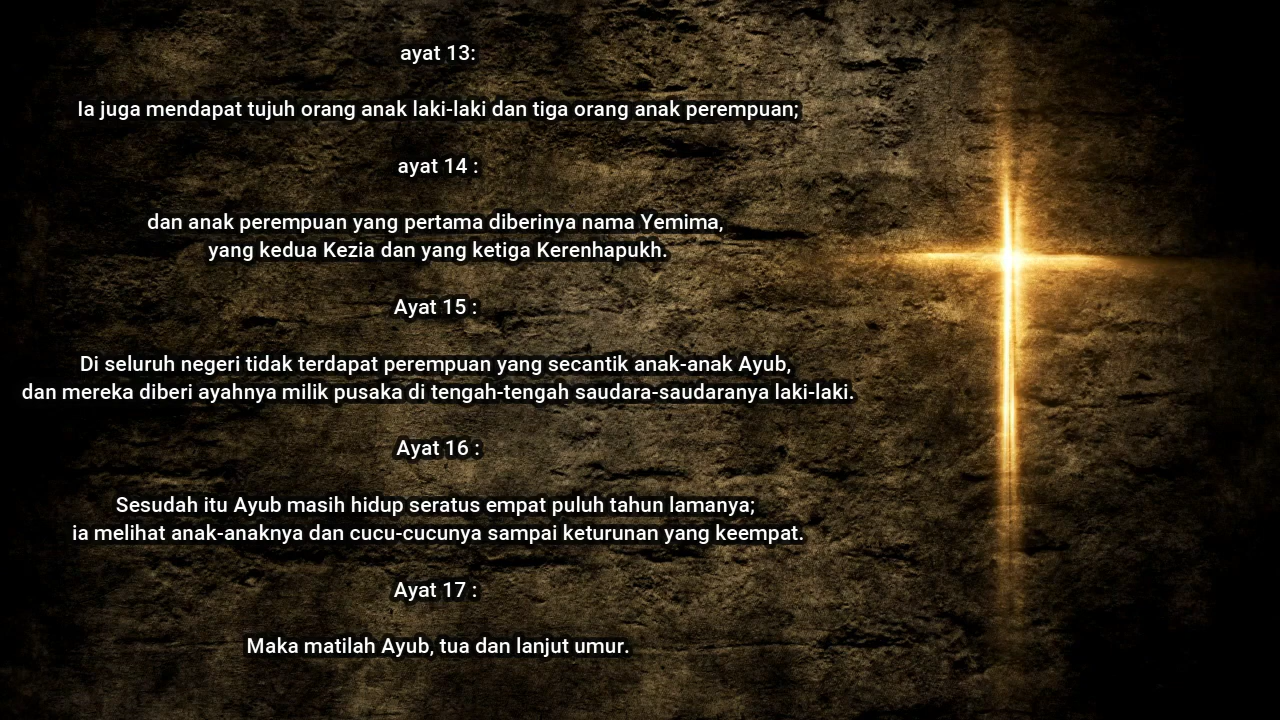 ayat 13:
Ia juga mendapat tujuh orang anak laki-laki dan tiga orang anak perempuan;
ayat 14 :
dan anak perempuan yang pertama diberinya nama Yemima,
yang kedua Kezia dan yang ketiga Kerenhapukh.
Ayat 15 :
Di seluruh negeri tidak terdapat perempuan yang secantik anak-anak Ayub,
dan mereka diberi ayahnya milik pusaka di tengah-tengah saudara-saudaranya laki-laki.
Ayat 16 :
Sesudah itu Ayub masih hidup seratus empat puluh tahun lamanya;
ia melihat anak-anaknya dan cucu-cucunya sampai keturunan yang keempat.
Ayat 17 :
Maka matilah Ayub, tua dan lanjut umur.